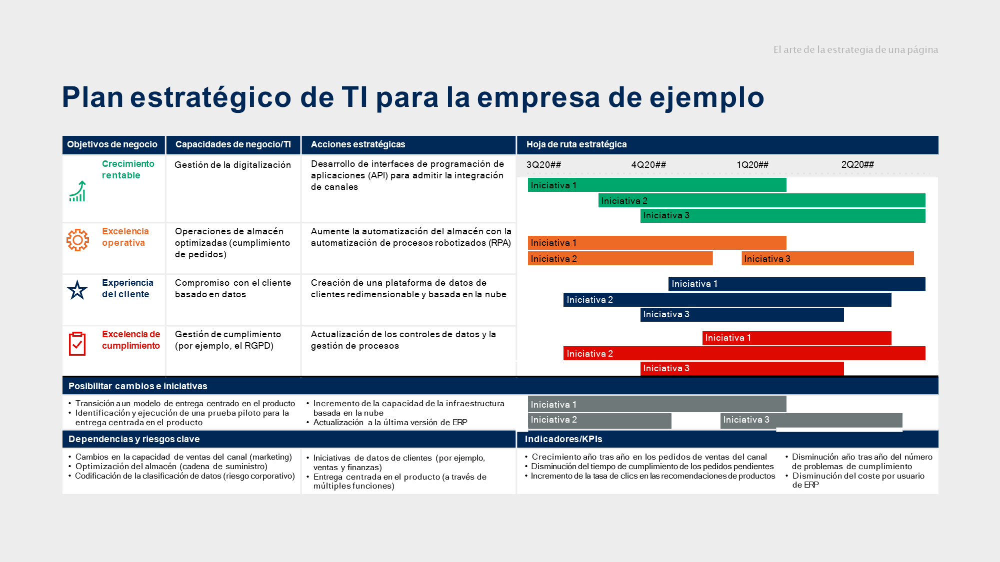 El arte de la estrategia de una página
Plan estratégico de TI para la empresa de ejemplo
Objetivos de negocio
Capacidades de negocio/TI
Acciones estratégicas
Hoja de ruta estratégica
Crecimiento
rentable
Gestión de la digitalización
Desarrollo de interfaces de programación de
aplicaciones (API) para admitir la integración
de canales
3Q20##
4Q20##
1Q20##
2Q20##
Iniciativa 1
Iniciativa 2
Iniciativa 3
Excelencia
operativa
Operaciones de almacén
optimizadas (cumplimiento
de pedidos)
Aumente la automatización del almacén con la
automatización de procesos robotizados (RPA)
Iniciativa 1
Iniciativa 2
Iniciativa 3
Experiencia
del cliente
Compromiso con el cliente
basado en datos
Creación de una plataforma de datos de
clientes redimensionable y basada en la nube
Iniciativa 1
Iniciativa 2
Iniciativa 3
Excelencia de
cumplimiento
Gestión de cumplimiento
(por ejemplo, el RGPD)
Actualización de los controles de datos y la
gestión de procesos
Iniciativa 1
Iniciativa 2
Iniciativa 3
Posibilitar cambios e iniciativas
• Transición a un modelo de entrega centrado en el producto
• Identificación y ejecución de una prueba piloto para la
entrega centrada en el producto
• Incremento de la capacidad de la infraestructura
basada en la nube
• Actualización a la última versión de ERP
Iniciativa 1
Iniciativa 2
Iniciativa 3
Dependencias y riesgos clave
Indicadores/KPIs
• Cambios en la capacidad de ventas del canal (marketing)
• Optimización del almacén (cadena de suministro)
• Codificación de la clasificación de datos (riesgo corporativo)
• Iniciativas de datos de clientes (por ejemplo,
ventas y finanzas)
• Entrega centrada en el producto (a través de
múltiples funciones)
• Crecimiento año tras año en los pedidos de ventas del canal
• Disminución del tiempo de cumplimiento de los pedidos pendientes
• Incremento de la tasa de clics en las recomendaciones de productos
• Disminución año tras año del número
de problemas de cumplimiento
• Disminución del coste por usuario
de ERP